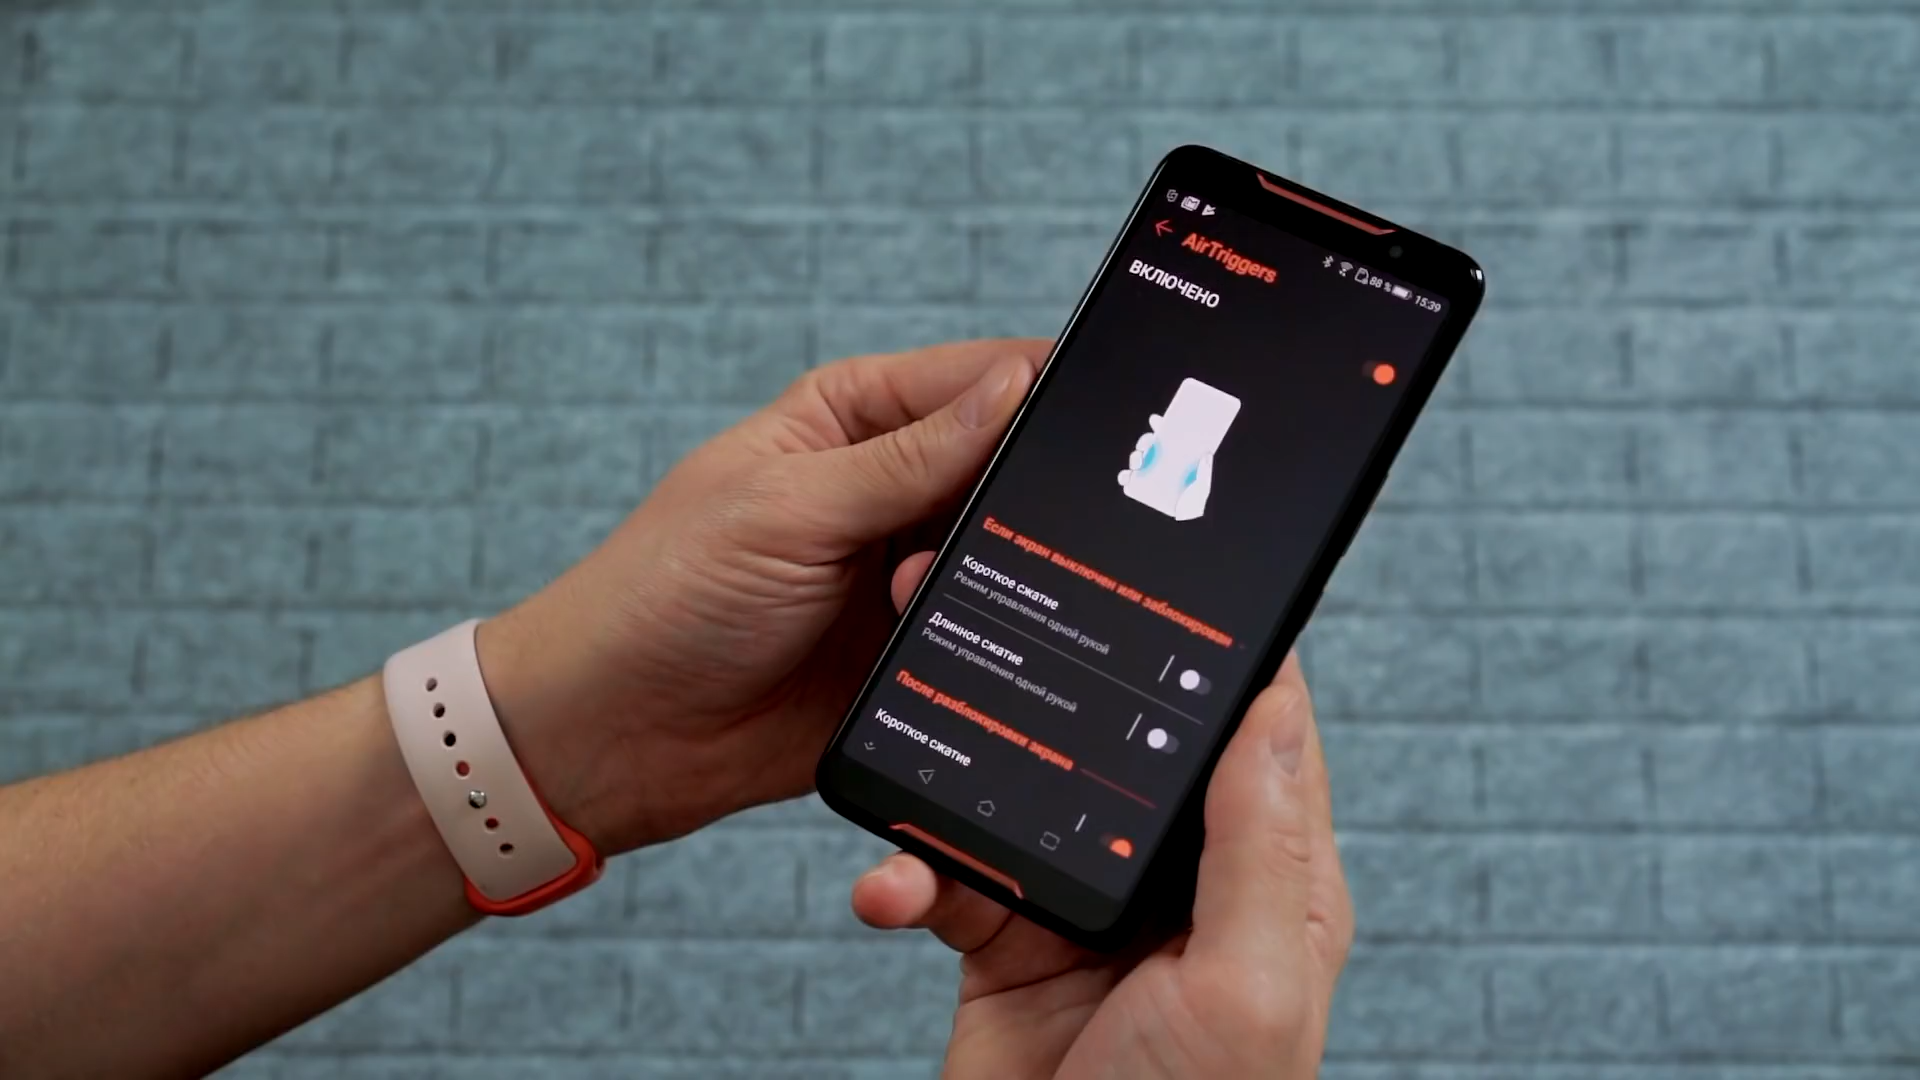 88 % 15:39
AirTriggers
ВКЛЮЧЕНО
Если экран выключен или заблокирован
Короткое сжатие
Режим управления одной рукой
Длинное сжатие
Режим управления одной рукой
После разблокировки экрана
Короткое сжатие